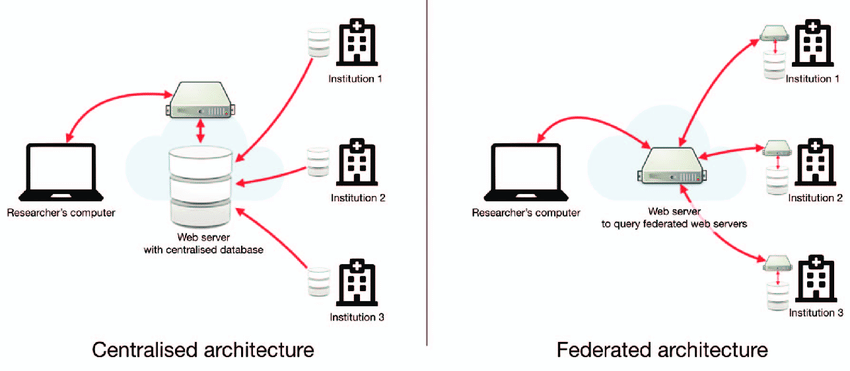 Institution 1
Institution 2
Institution 3
Researcher's computer
Web server
with centralised database
Centralised architecture
Institution 1
Institution 2
Institution 3
Researcher's computer
Web server
to query federated web servers
Federated architecture